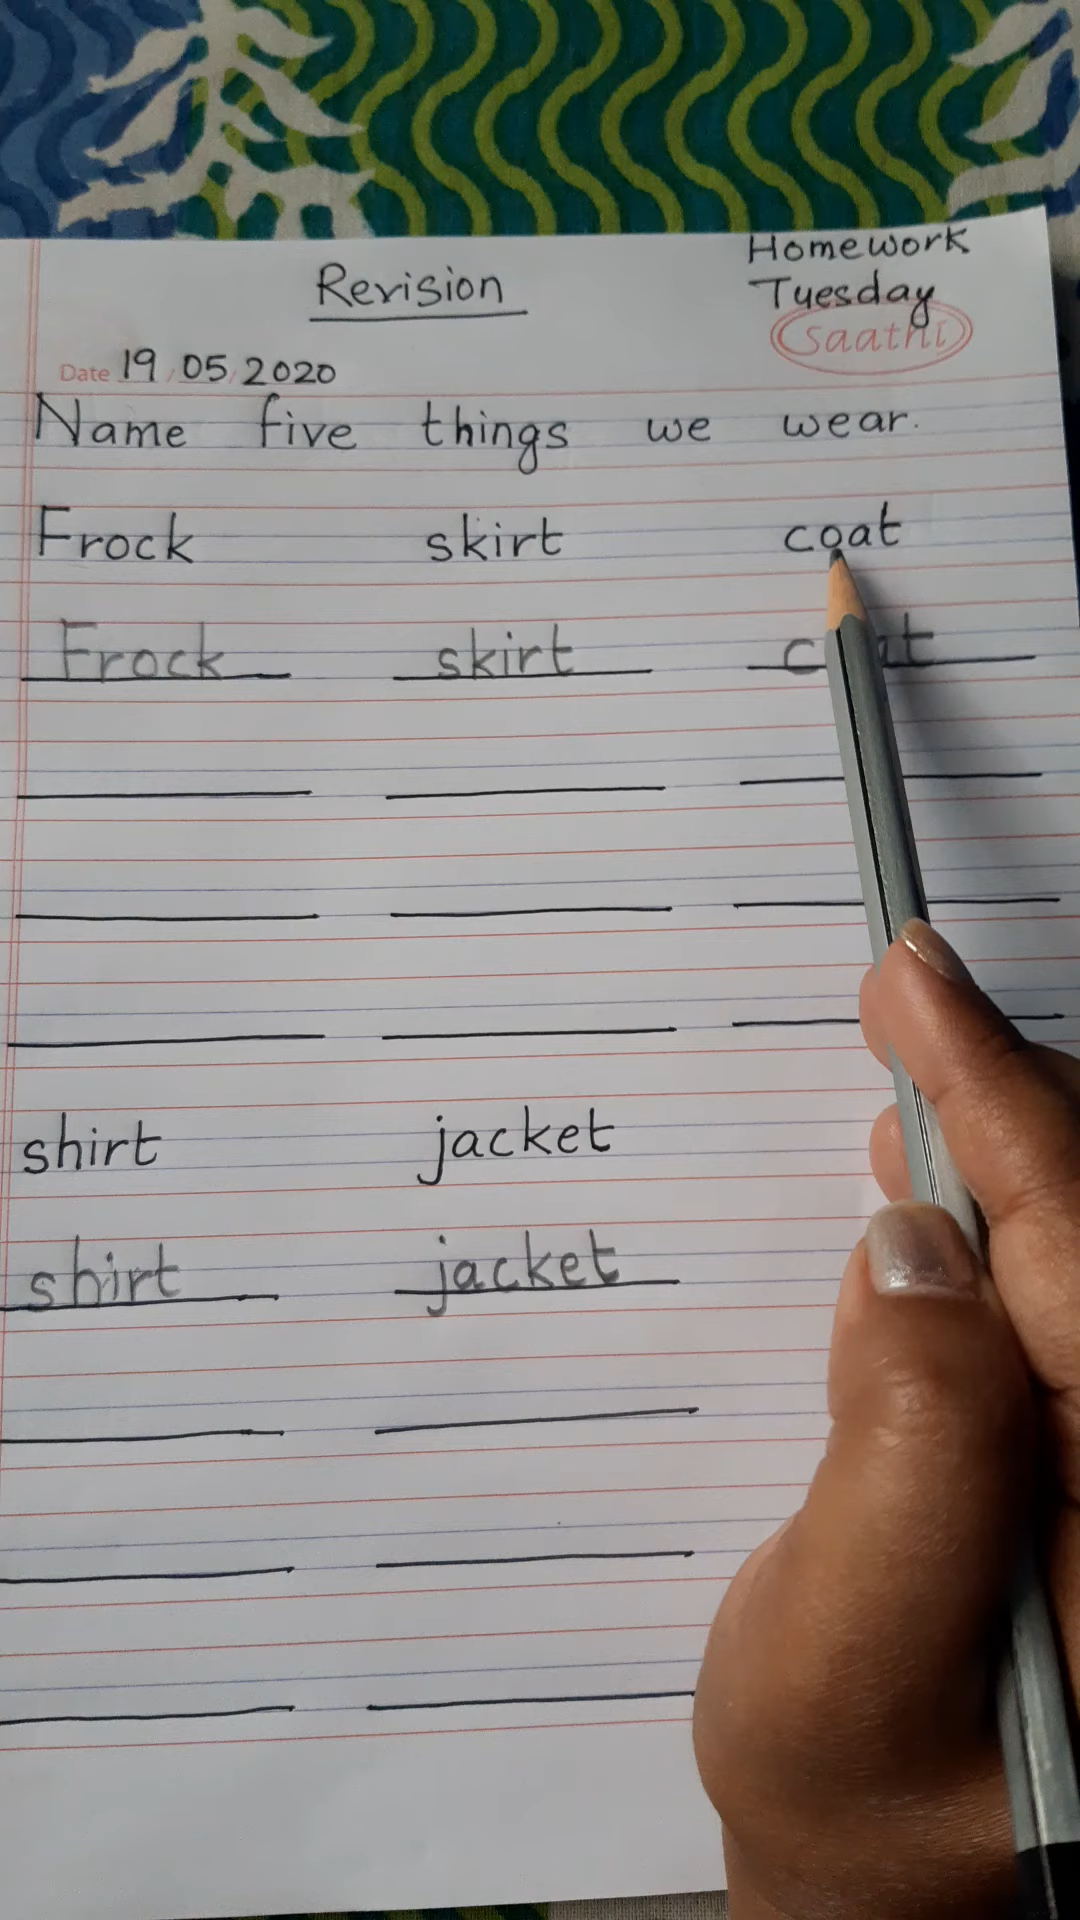 Homework
Revision Tuesday
saathi
Date 19/05/2020
Name five things we wear.
Frock skirt coat
Frock skirt
shirt jacket
shirt jacket